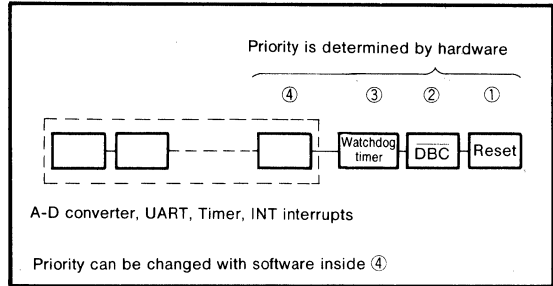 Priority is determined by hardware
④ ③ ② ①
Watchdog
timer
D̅B̅C̅
Reset
A-D converter, UART, Timer, INT interrupts
Priority can be changed with software inside ④